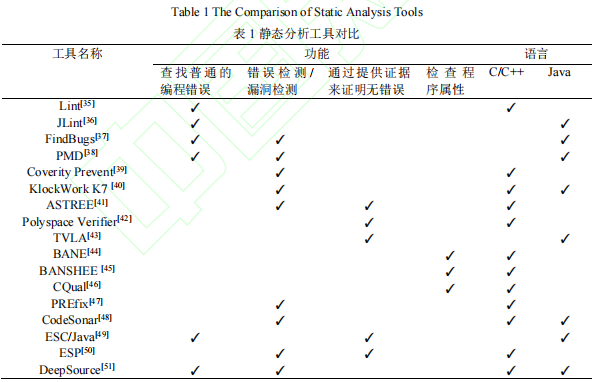 Table 1 The Comparison of Static Analysis Tools
表 1 静态分析工具对比
工具名称 功能 语言
查找普通的编程错误 错误检测/漏洞检测 通过提供证据来证明无错误 检查程序属性 C/C++ Java
Lint[35] ✓ ✓
JLint[36] ✓ ✓
FindBugs[37] ✓ ✓ ✓
PMD[38] ✓ ✓ ✓
Coverity Prevent[39] ✓ ✓
KlockWork K7 [40] ✓ ✓ ✓
ASTREE[41] ✓ ✓ ✓
Polyspace Verifier[42] ✓ ✓
TVLA[43] ✓ ✓
BANE[44] ✓ ✓
BANSHEE [45] ✓ ✓
CQual[46] ✓ ✓
PREfix[47] ✓ ✓
CodeSonar[48] ✓ ✓ ✓
ESC/Java[49] ✓ ✓ ✓
ESP[50] ✓ ✓ ✓
DeepSource[51] ✓ ✓ ✓ ✓